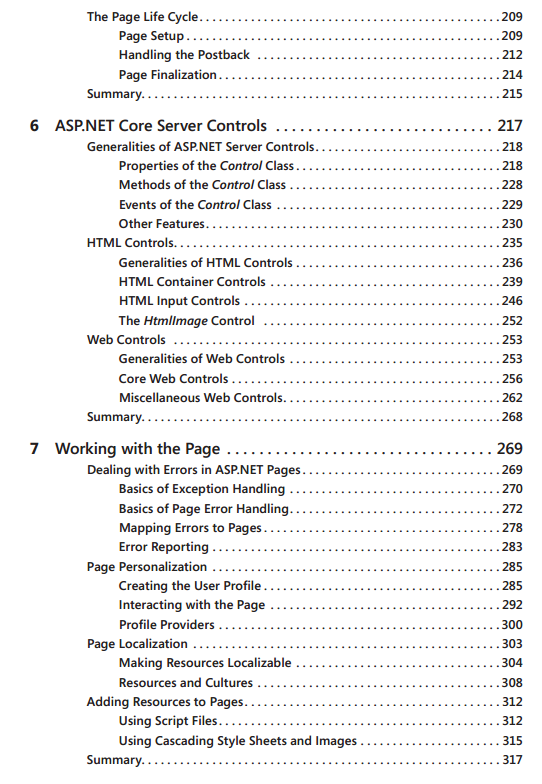 The Page Life Cycle. . . . . . . . . . . . . . . . . . . . . . . . . . . . . . . . . . . . . . . . . . . . . . . . . 209
Page Setup . . . . . . . . . . . . . . . . . . . . . . . . . . . . . . . . . . . . . . . . . . . . . . . . . 209
Handling the Postback . . . . . . . . . . . . . . . . . . . . . . . . . . . . . . . . . . . . . . . 212
Page Finalization . . . . . . . . . . . . . . . . . . . . . . . . . . . . . . . . . . . . . . . . . . . . 214
Summary. . . . . . . . . . . . . . . . . . . . . . . . . . . . . . . . . . . . . . . . . . . . . . . . . . . . . . . 215
6 ASP.NET Core Server Controls . . . . . . . . . . . . . . . . . . . . . . . . . . 217
Generalities of ASP.NET Server Controls. . . . . . . . . . . . . . . . . . . . . . . . . . . . . 218
Properties of the Control Class . . . . . . . . . . . . . . . . . . . . . . . . . . . . . . . . 218
Methods of the Control Class . . . . . . . . . . . . . . . . . . . . . . . . . . . . . . . . . 228
Events of the Control Class . . . . . . . . . . . . . . . . . . . . . . . . . . . . . . . . . . . 229
Other Features. . . . . . . . . . . . . . . . . . . . . . . . . . . . . . . . . . . . . . . . . . . . . . 230
HTML Controls. . . . . . . . . . . . . . . . . . . . . . . . . . . . . . . . . . . . . . . . . . . . . . . . . . 235
Generalities of HTML Controls . . . . . . . . . . . . . . . . . . . . . . . . . . . . . . . . 236
HTML Container Controls . . . . . . . . . . . . . . . . . . . . . . . . . . . . . . . . . . . . 239
HTML Input Controls . . . . . . . . . . . . . . . . . . . . . . . . . . . . . . . . . . . . . . . . 246
The HtmlImage Control . . . . . . . . . . . . . . . . . . . . . . . . . . . . . . . . . . . . . 252
Web Controls . . . . . . . . . . . . . . . . . . . . . . . . . . . . . . . . . . . . . . . . . . . . . . . . . . 253
Generalities of Web Controls . . . . . . . . . . . . . . . . . . . . . . . . . . . . . . . . . 253
Core Web Controls . . . . . . . . . . . . . . . . . . . . . . . . . . . . . . . . . . . . . . . . . . 256
Miscellaneous Web Controls. . . . . . . . . . . . . . . . . . . . . . . . . . . . . . . . . . 262
Summary. . . . . . . . . . . . . . . . . . . . . . . . . . . . . . . . . . . . . . . . . . . . . . . . . . . . . . . 268
7 Working with the Page . . . . . . . . . . . . . . . . . . . . . . . . . . . . . . . . 269
Dealing with Errors in ASP.NET Pages . . . . . . . . . . . . . . . . . . . . . . . . . . . . . . . 269
Basics of Exception Handling . . . . . . . . . . . . . . . . . . . . . . . . . . . . . . . . . 270
Basics of Page Error Handling. . . . . . . . . . . . . . . . . . . . . . . . . . . . . . . . . 272
Mapping Errors to Pages . . . . . . . . . . . . . . . . . . . . . . . . . . . . . . . . . . . . . 278
Error Reporting . . . . . . . . . . . . . . . . . . . . . . . . . . . . . . . . . . . . . . . . . . . . . 283
Page Personalization . . . . . . . . . . . . . . . . . . . . . . . . . . . . . . . . . . . . . . . . . . . . 285
Creating the User Profile . . . . . . . . . . . . . . . . . . . . . . . . . . . . . . . . . . . . . 285
Interacting with the Page . . . . . . . . . . . . . . . . . . . . . . . . . . . . . . . . . . . . 292
Profile Providers . . . . . . . . . . . . . . . . . . . . . . . . . . . . . . . . . . . . . . . . . . . . 300
Page Localization . . . . . . . . . . . . . . . . . . . . . . . . . . . . . . . . . . . . . . . . . . . . . . . 303
Making Resources Localizable . . . . . . . . . . . . . . . . . . . . . . . . . . . . . . . . 304
Resources and Cultures . . . . . . . . . . . . . . . . . . . . . . . . . . . . . . . . . . . . . . 308
Adding Resources to Pages. . . . . . . . . . . . . . . . . . . . . . . . . . . . . . . . . . . . . . . 312
Using Script Files. . . . . . . . . . . . . . . . . . . . . . . . . . . . . . . . . . . . . . . . . . . . 312
Using Cascading Style Sheets and Images . . . . . . . . . . . . . . . . . . . . . . 315
Summary. . . . . . . . . . . . . . . . . . . . . . . . . . . . . . . . . . . . . . . . . . . . . . . . . . . . . . . 317